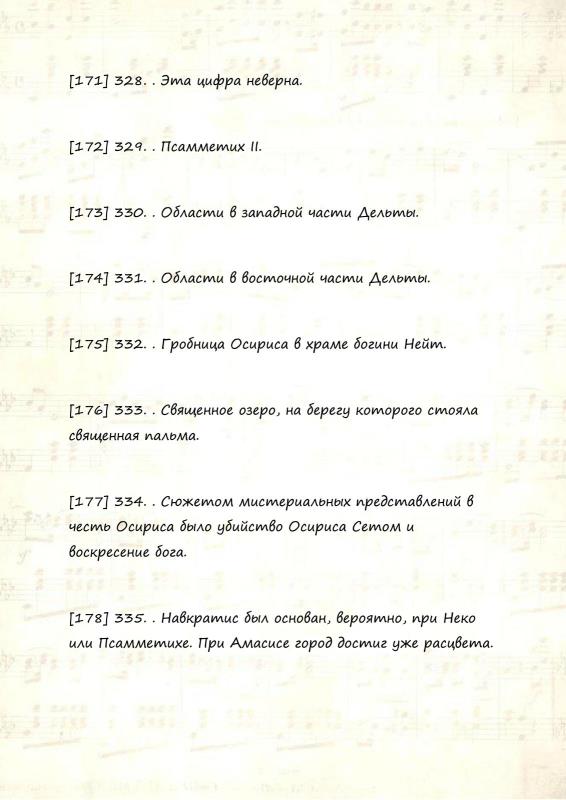 [171] 328. . Эта цифра неверна.
[172] 329. . Псамметих II.
[173] 330. . Области в западной части Дельты.
[174] 331. . Области в восточной части Дельты.
[175] 332. . Гробница Осириса в храме богини Нейт.
[176] 333. . Священное озеро, на берегу которого стояла
священная пальма.
[177] 334. . Сюжетом мистериальных представлений в
честь Осириса было убийство Осириса Сетом и
воскресение бога.
[178] 335. . Навкратис был основан, вероятно, при Неко
или Псамметихе. При Амасисе город достиг уже расцвета.